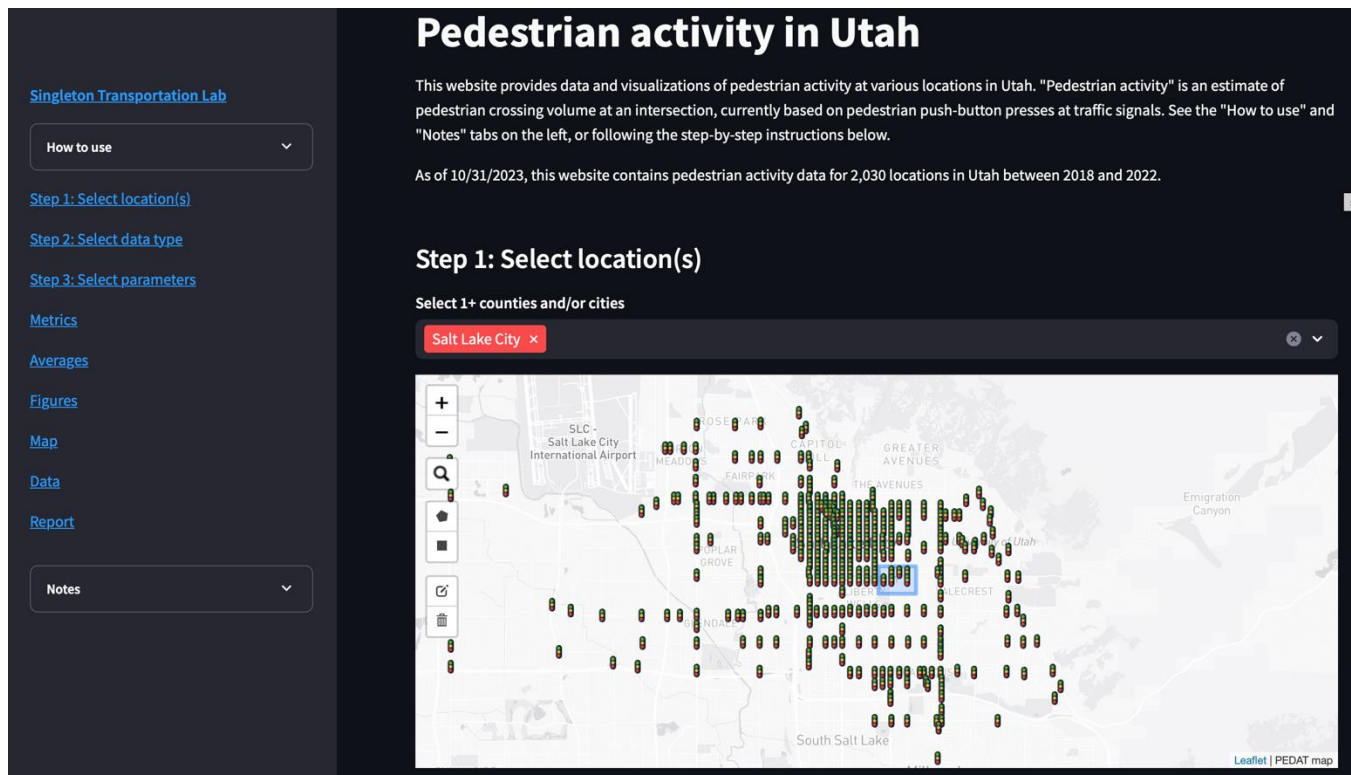 Singleton Transportation Lab
How to use
Step 1: Select location(s)
Step 2: Select data type
Step 3: Select parameters
Metrics
Averages
Figures
Map
Data
Report
Notes
Pedestrian activity in Utah
This website provides data and visualizations of pedestrian activity at various locations in Utah. "Pedestrian activity" is an estimate of
pedestrian crossing volume at an intersection, currently based on pedestrian push-button presses at traffic signals. See the "How to use" and
"Notes" tabs on the left, or following the step-by-step instructions below.
As of 10/31/2023, this website contains pedestrian activity data for 2,030 locations in Utah between 2018 and 2022.
Step 1: Select location(s)
Select 1+ counties and/or cities
Salt Lake City ×
+
−
SLC -
Salt Lake City
International Airport
CAPITOL
GREATER
AVENUES
FAIRPARK
THE AVENUES
Emigration
Canyon
POPLAR
GROVE
of Utah
South Salt Lake
Leaflet | PEDAT map